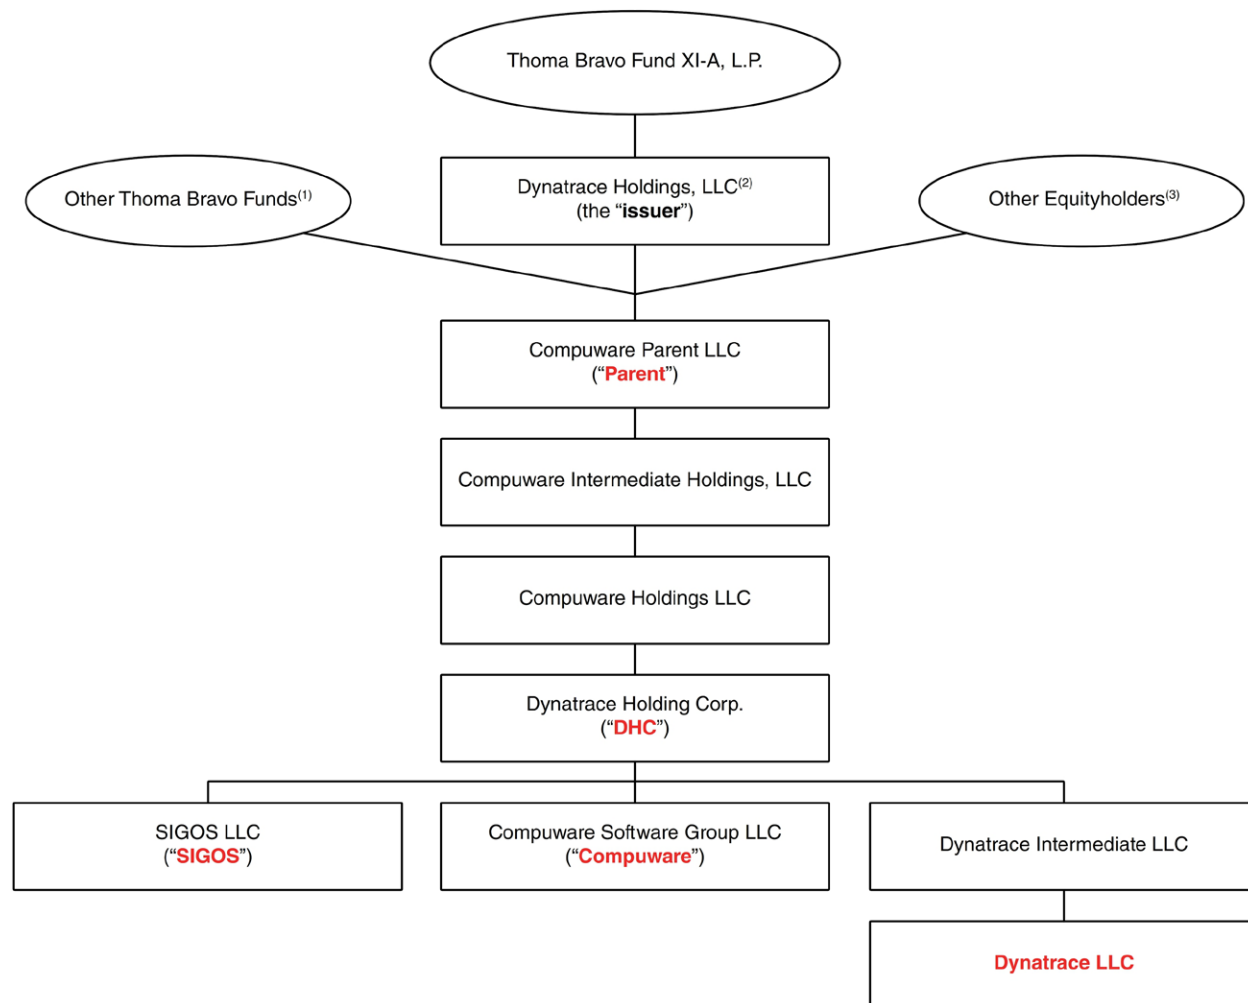 Thoma Bravo Fund XI-A, L.P.
Other Thoma Bravo Funds(1)
Dynatrace Holdings, LLC(2)
(the “issuer”)
Other Equityholders(3)
Compuware Parent LLC
(“Parent”)
Compuware Intermediate Holdings, LLC
Compuware Holdings LLC
Dynatrace Holding Corp.
(“DHC”)
SIGOS LLC
(“SIGOS”)
Compuware Software Group LLC
(“Compuware”)
Dynatrace Intermediate LLC
Dynatrace LLC